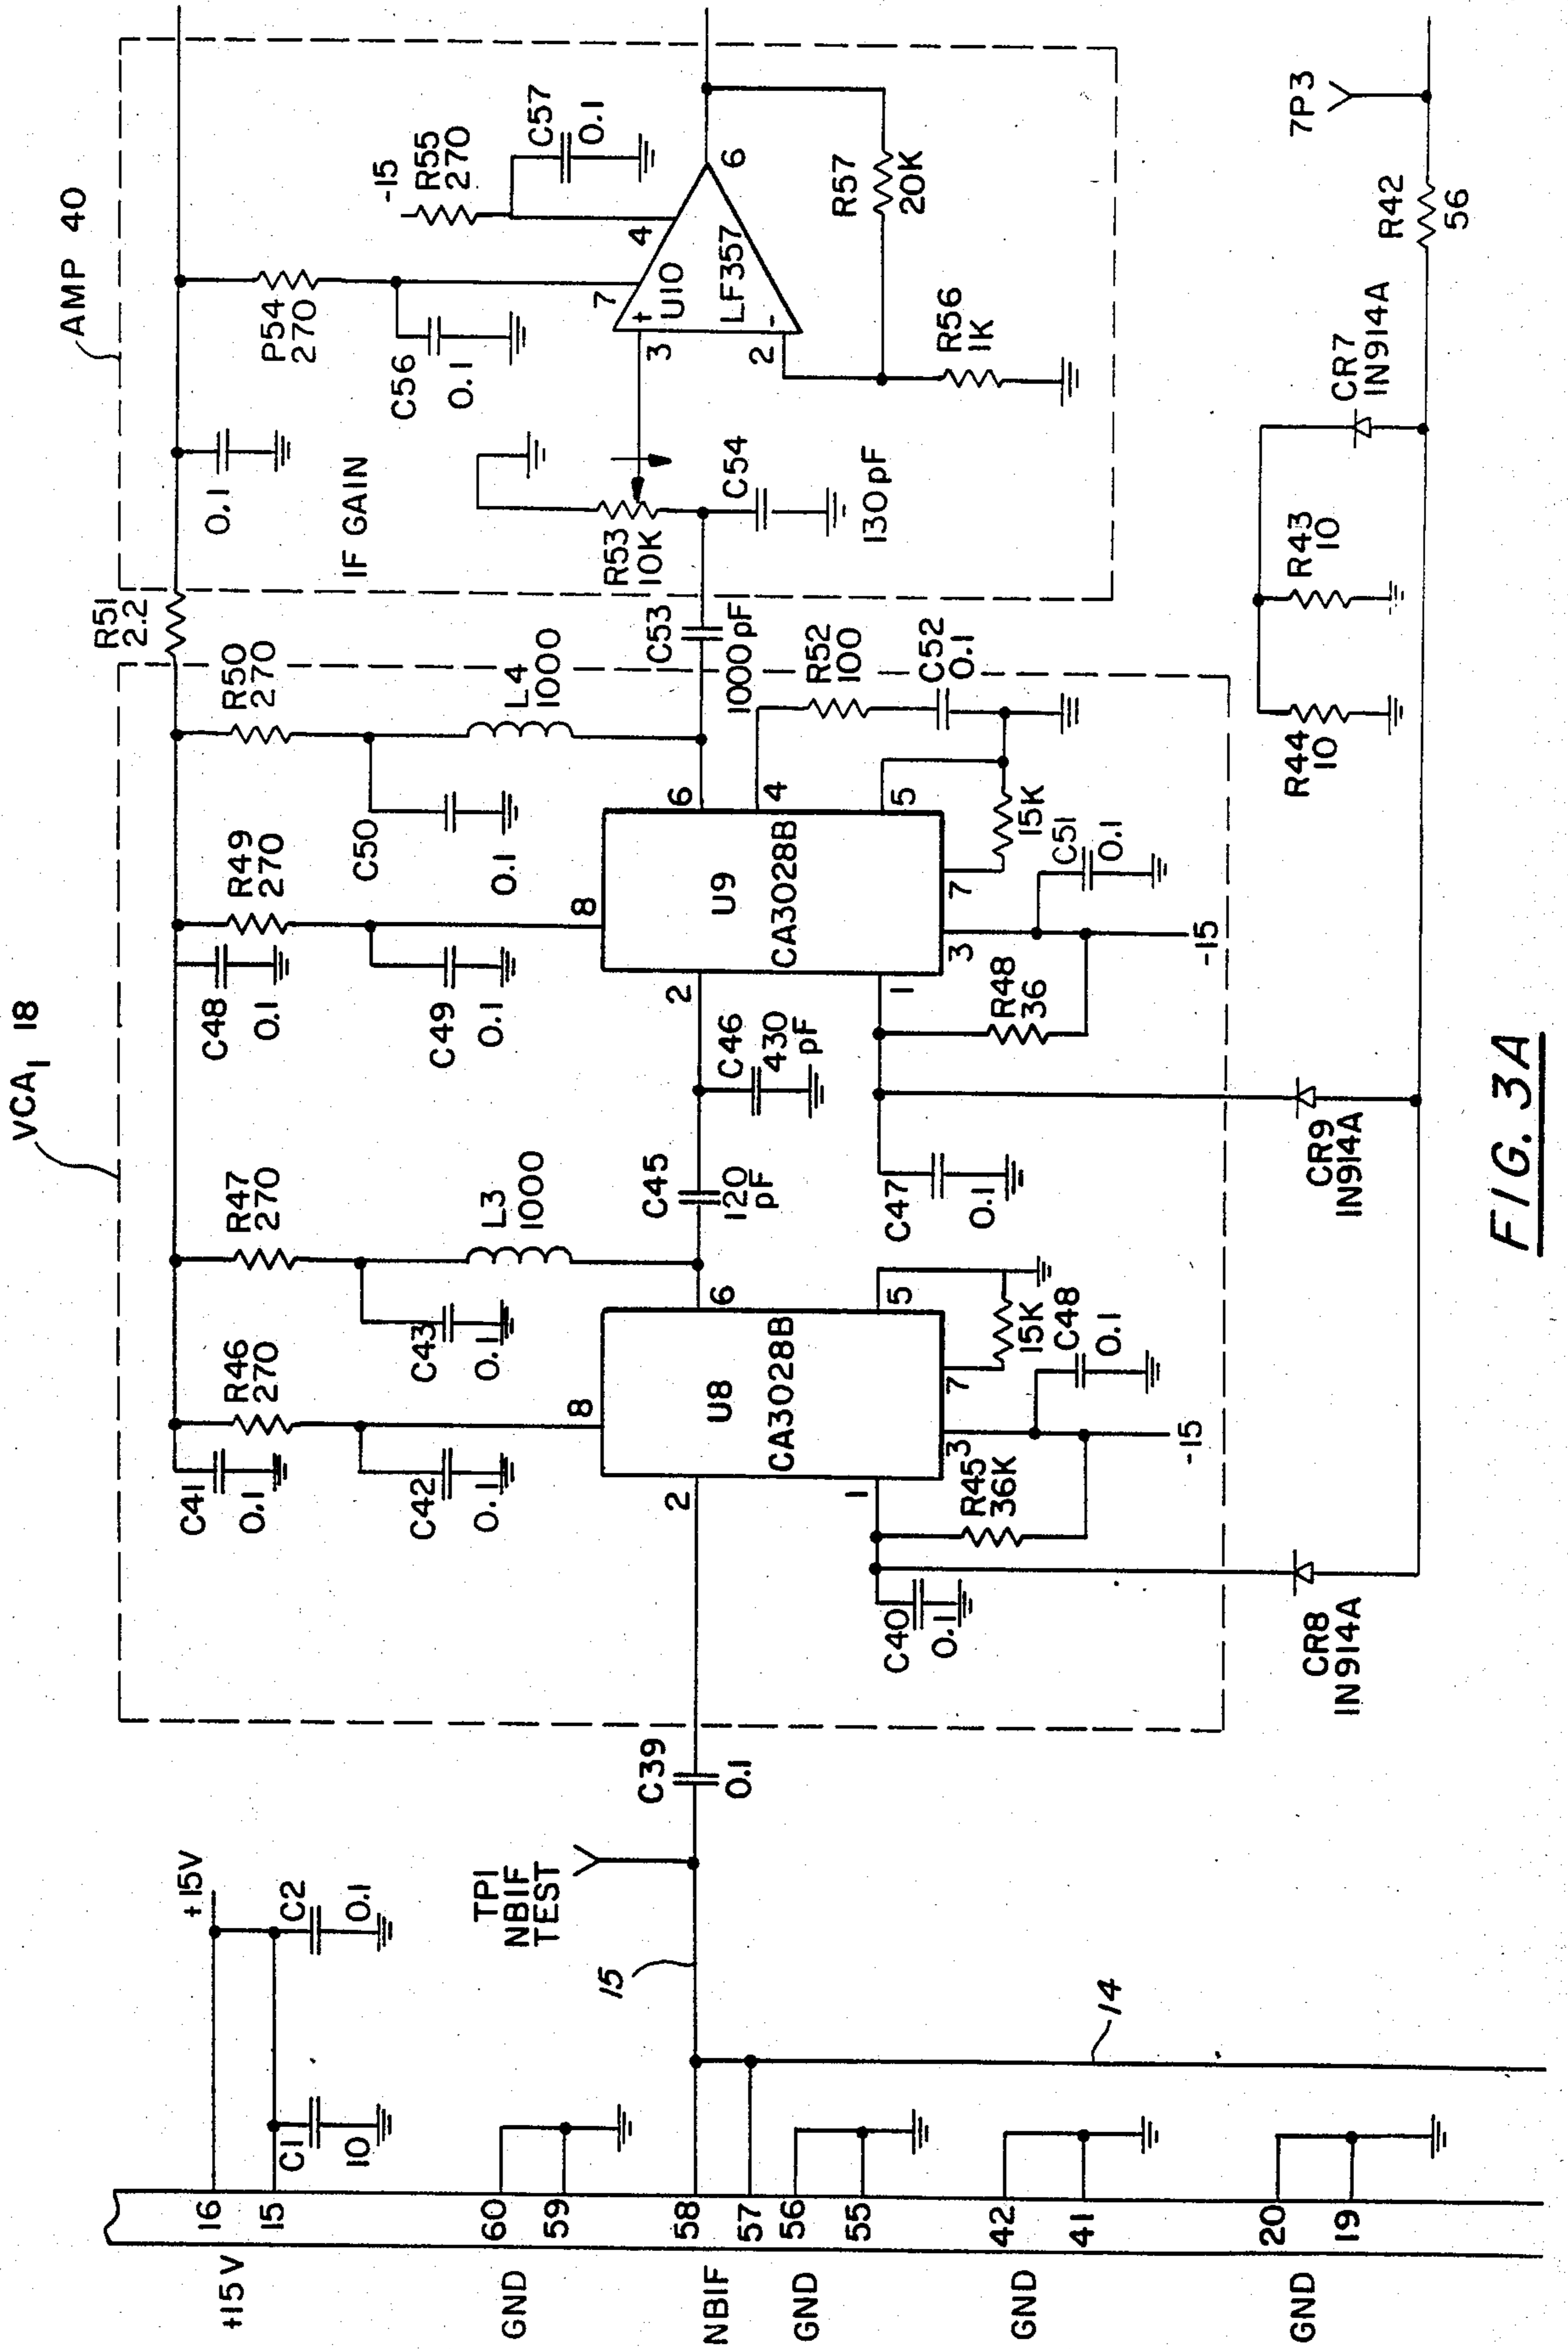 VCA1 18
AMP 40
R51
2.2
C41
0.1
R46
270
C42
0.1
C43
0.1
R47
270
L3
1000
C48
0.1
R49
270
C49
0.1
C50
0.1
R50
270
L4
1000
0.1
P54
270
C56
0.1
-15
R55
270
C57
0.1
IF GAIN
R53
10K
C54
130pF
3
+
7
U10
LF357
4
6
2
-
R57
20K
R56
1K
C53
1000pF
R52
100
C52
0.1
6
4
5
8
U9
CA3028B
2
1
3
7
15K
C51
0.1
R48
36
-15
C45
120
pF
C46
430
pF
C47
0.1
8
U8
CA3028B
2
6
5
1
3
7
15K
C48
0.1
R45
36K
-15
C40
0.1
C39
0.1
TP1
NBIF
TEST
15
14
+15V
C2
0.1
C1
10
+15V
16
15
GND
60
59
NBIF
58
57
GND
56
55
GND
42
41
GND
20
19
CR8
IN914A
CR9
IN914A
R44
10
R43
10
CR7
IN914A
R42
56
7P3
FIG. 3A